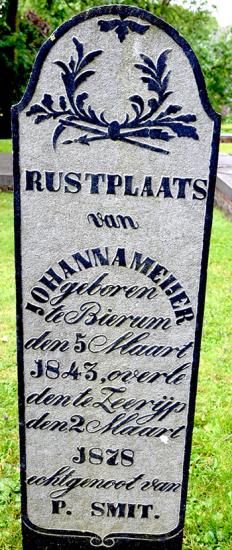 RUSTPLAATS
van
JOHANNA MEIJER
geboren
te Bierum
den 5 Maart
1843, overle
den te Zeerijp
den 2 Maart
1878
echtgenoot van
P. SMIT.